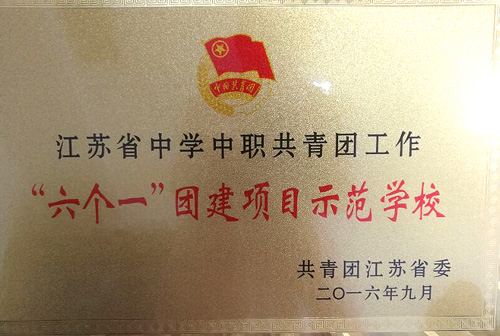 中国共青团
江苏省中学中职共青团工作
“六个一”团建项目示范学校
共青团江苏省委
二〇一六年九月